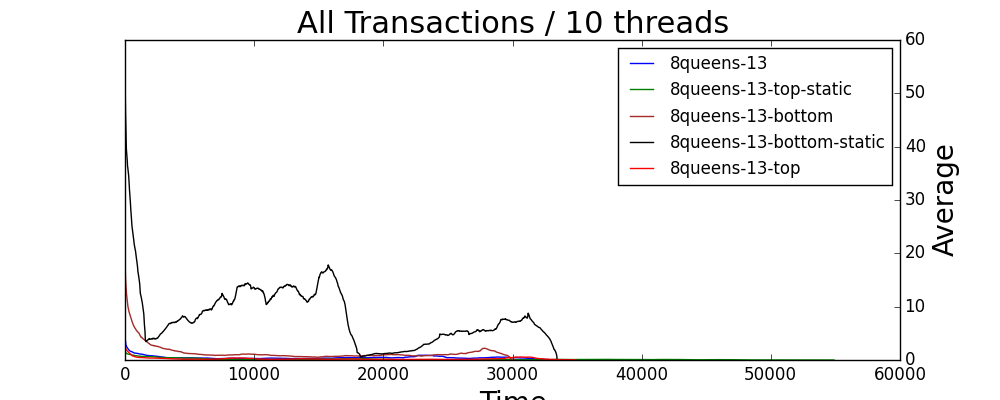 All Transactions / 10 threads
60
50
40
30
20
10
0
Average
8queens-13
8queens-13-top-static
8queens-13-bottom
8queens-13-bottom-static
8queens-13-top
0 10000 20000 30000 40000 50000 60000
Time